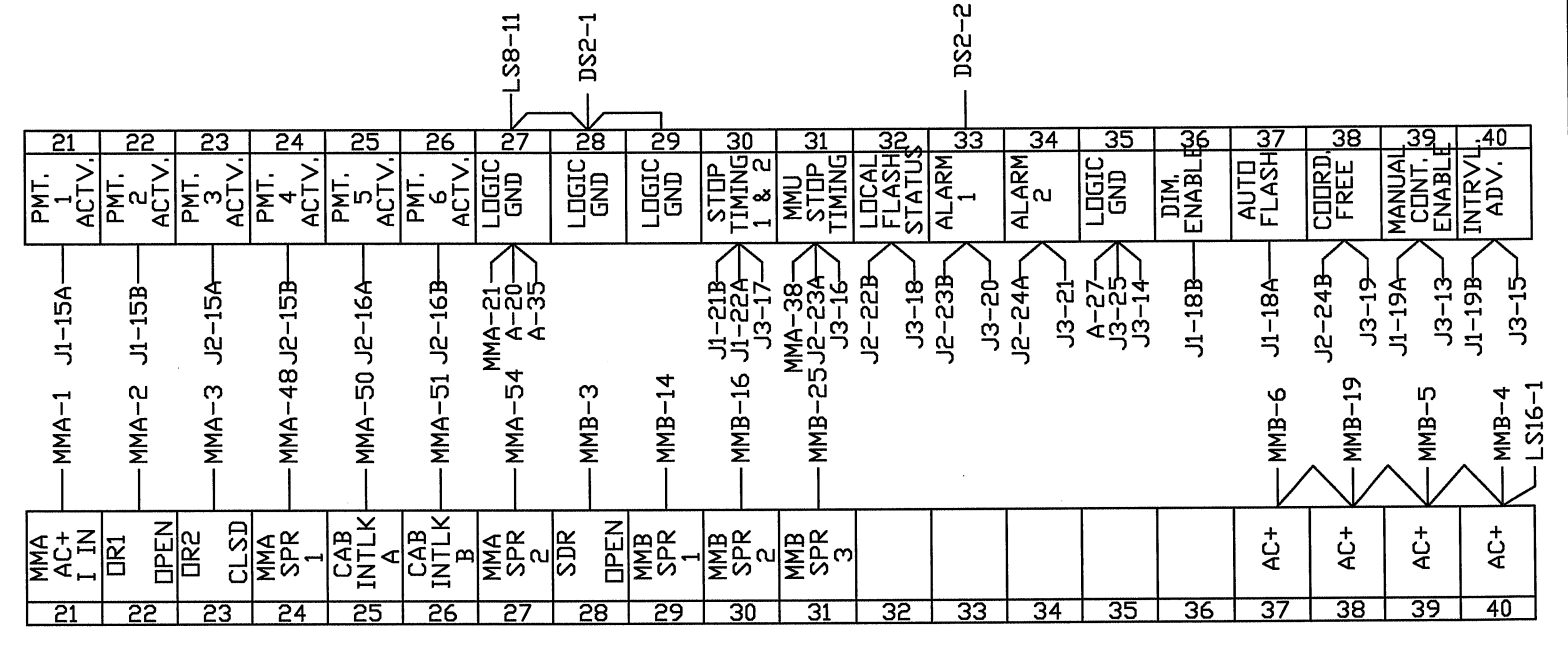 LS8-11
DS2-1
DS2-2
21 22 23 24 25 26 27 28 29 30 31 32 33 34 35 36 37 38 39 40
PMT.
1
ACTV.
PMT.
2
ACTV.
PMT.
3
ACTV.
PMT.
4
ACTV.
PMT.
5
ACTV.
PMT.
6
ACTV.
LOGIC
GND
LOGIC
GND
LOGIC
GND
STOP
TIMING
1 & 2
MMU
STOP
TIMING
LOCAL
FLASH
STATUS
ALARM
1
ALARM
2
LOGIC
GND
DIM.
ENABLE
AUTO
FLASH
COORD.
FREE
MANUAL
CONT.
ENABLE
INTRVL.
ADV.
J1-15A
J1-15B
J2-15A
J2-15B
J2-16A
J2-16B
MMA-21
A-20
A-35
J1-21B
J1-22A
J3-17
MMA-38
J2-23A
J3-16
J2-22B
J3-18
J2-23B
J3-20
J2-24A
J3-21
A-27
J3-25
J3-14
J1-18B
J1-18A
J2-24B
J3-19
J1-19A
J3-13
J1-19B
J3-15
MMA-1
MMA-2
MMA-3
MMA-48
MMA-50
MMA-51
MMA-54
MMB-3
MMB-14
MMB-16
MMB-25
MMB-6
MMB-19
MMB-5
MMB-4
LS16-1
MMA
AC+
I IN
OR1
OPEN
OR2
CLSD
MMA
SPR
1
CAB
INTLK
A
CAB
INTLK
B
MMA
SPR
2
SDR
OPEN
MMB
SPR
1
MMB
SPR
2
MMB
SPR
3
AC+
AC+
AC+
AC+
21 22 23 24 25 26 27 28 29 30 31 32 33 34 35 36 37 38 39 40